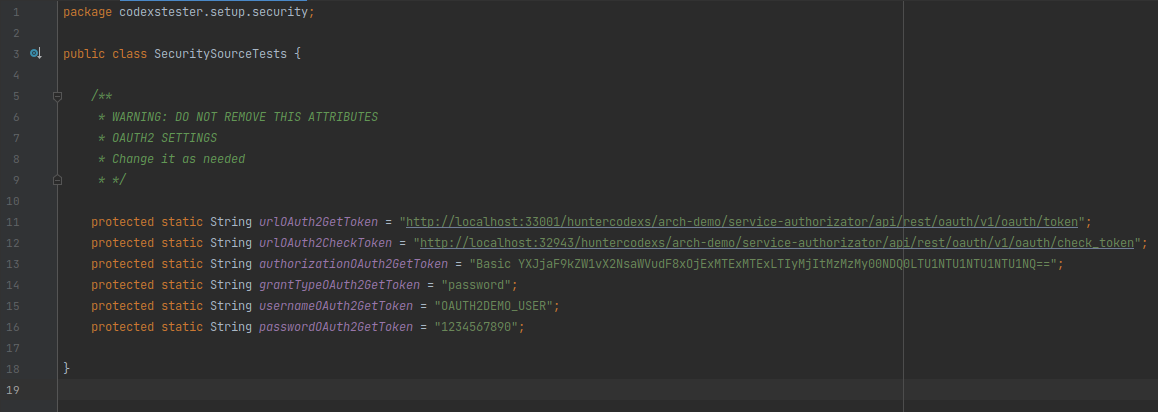 1 package codexstester.setup.security;
2
3 public class SecuritySourceTests {
4
5 /**
6 * WARNING: DO NOT REMOVE THIS ATTRIBUTES
7 * OAUTH2 SETTINGS
8 * Change it as needed
9 * */
10
11 protected static String urlOAuth2GetToken = "http://localhost:33001/huntercodexs/arch-demo/service-authorizator/api/rest/oauth/v1/oauth/token";
12 protected static String urlOAuth2CheckToken = "http://localhost:32943/huntercodexs/arch-demo/service-authorizator/api/rest/oauth/v1/oauth/check_token";
13 protected static String authorizationOAuth2GetToken = "Basic YXJjaF9kZW1vX2NsaWVudF8xOjExMTExMTExLTIyMjItMzMzMy00NDQ0LTU1NTU1NTU1NTU1NQ==";
14 protected static String grantTypeOAuth2GetToken = "password";
15 protected static String usernameOAuth2GetToken = "OAUTH2DEMO_USER";
16 protected static String passwordOAuth2GetToken = "1234567890";
17
18 }
19